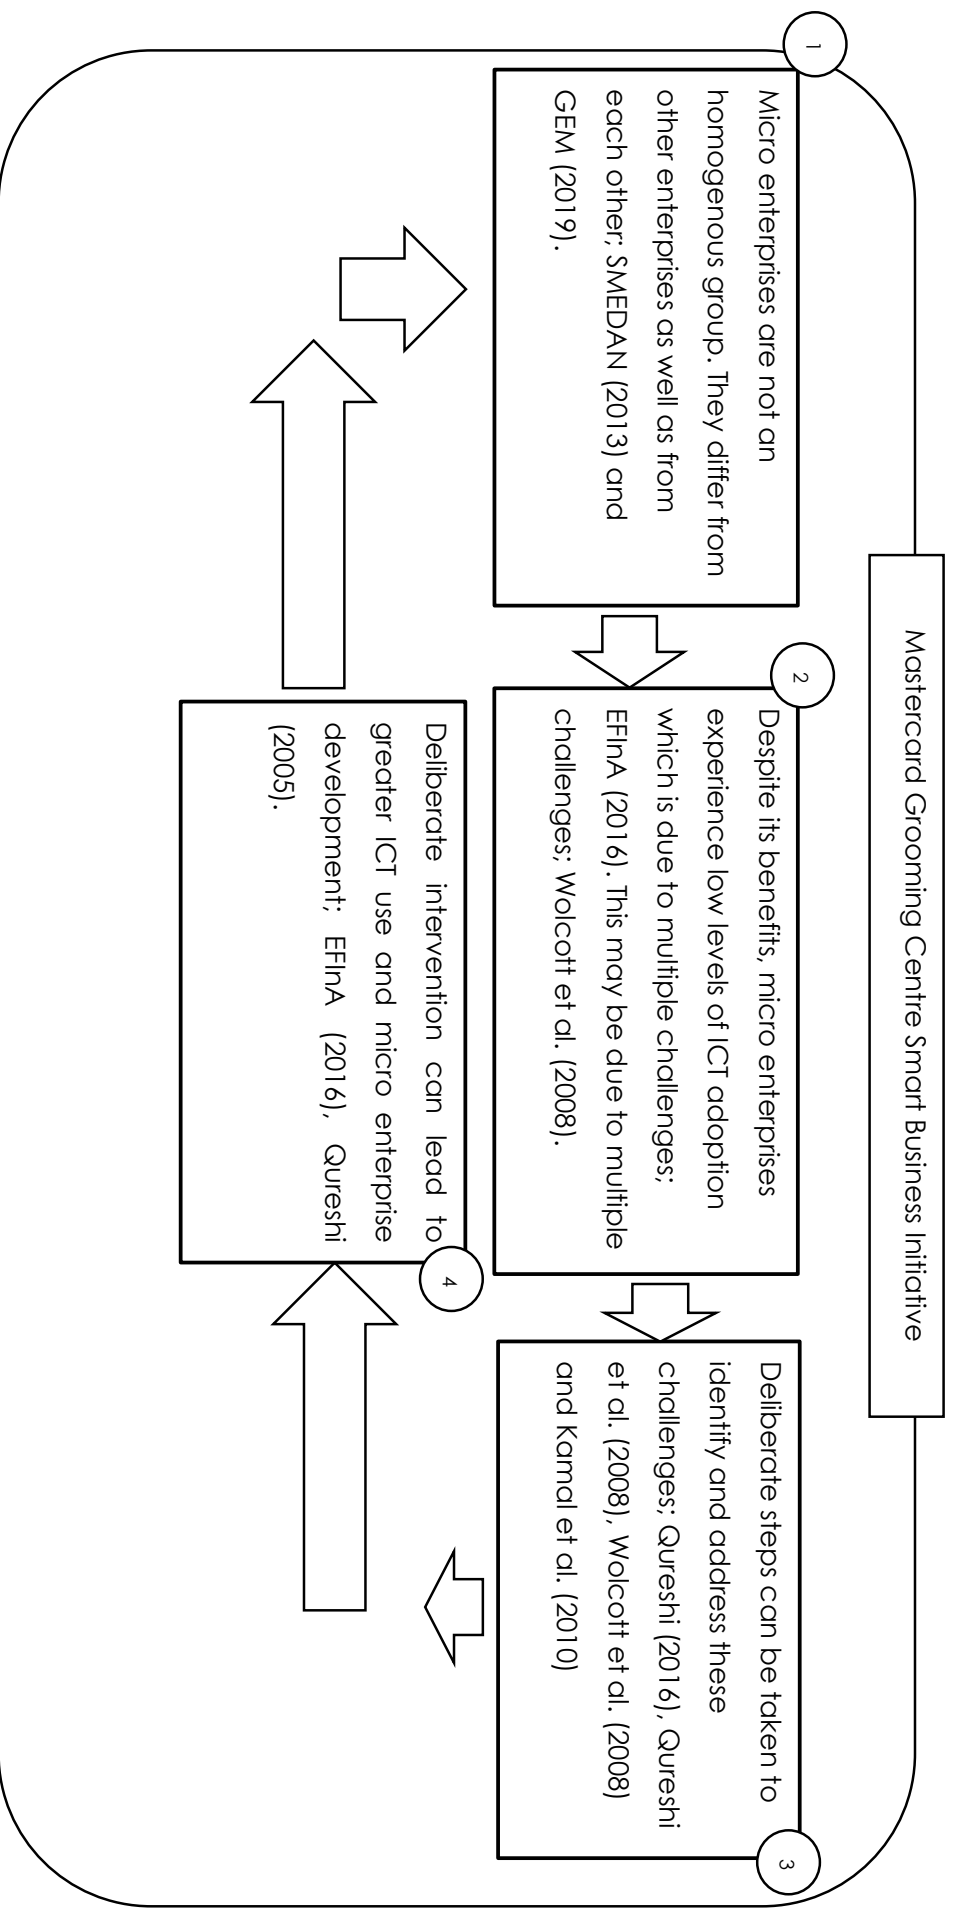 Mastercard Grooming Centre Smart Business Initiative
1
Micro enterprises are not an
homogenous group. They differ from
other enterprises as well as from
each other; SMEDAN (2013) and
GEM (2019).
2
Despite its benefits, micro enterprises
experience low levels of ICT adoption
which is due to multiple challenges;
EFInA (2016). This may be due to multiple
challenges; Wolcott et al. (2008).
3
Deliberate steps can be taken to
identify and address these
challenges; Qureshi (2016), Qureshi
et al. (2008), Wolcott et al. (2008)
and Kamal et al. (2010)
4
Deliberate intervention can lead to
greater ICT use and micro enterprise
development; EFInA (2016), Qureshi
(2005).